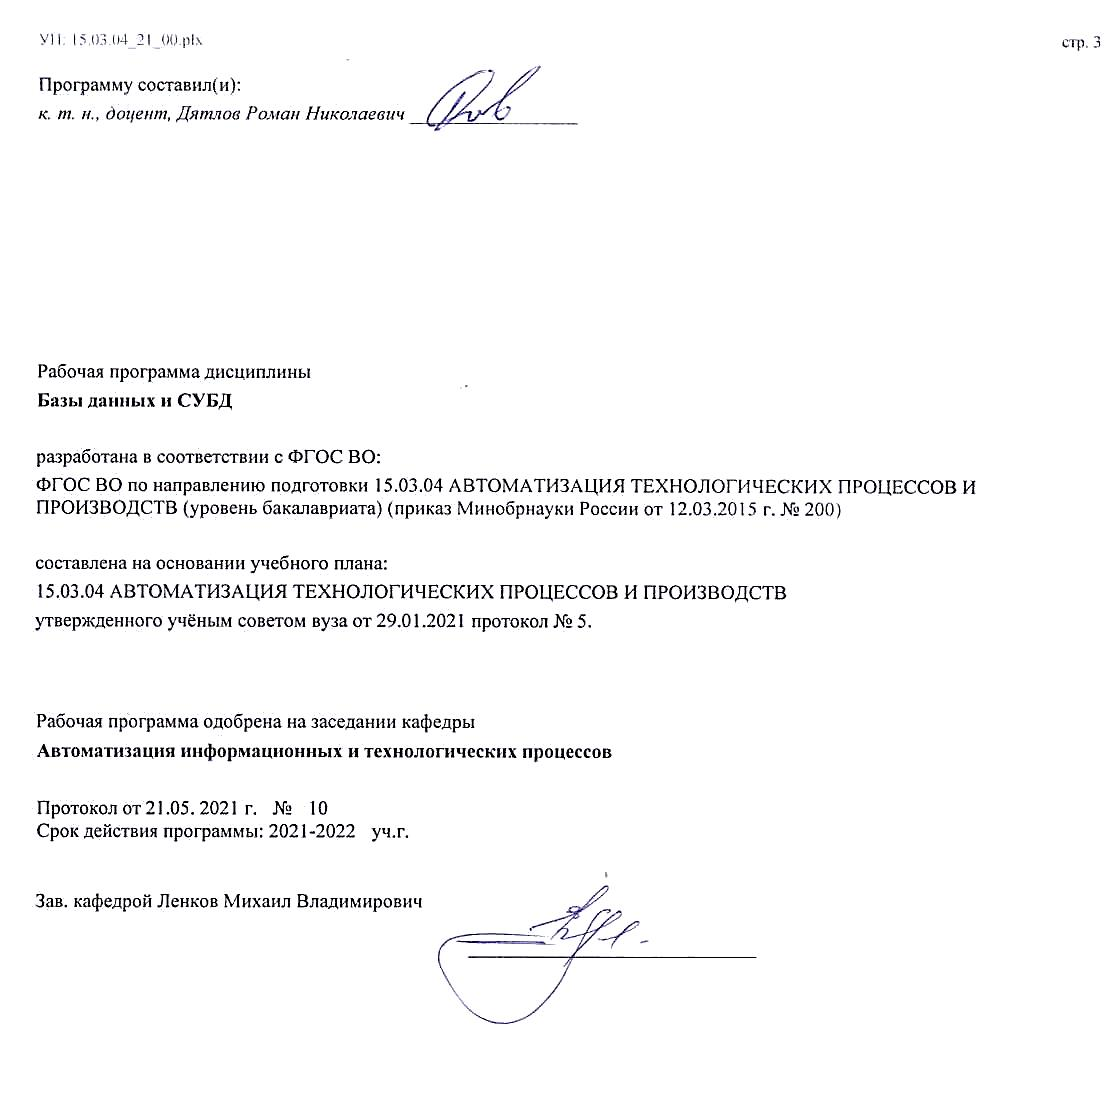 УП: 15.03.04_21_00.plx
стр. 3
Программу составил(и):
к. т. н., доцент, Дятлов Роман Николаевич
Рабочая программа дисциплины
Базы данных и СУБД
разработана в соответствии с ФГОС ВО:
ФГОС ВО по направлению подготовки 15.03.04 АВТОМАТИЗАЦИЯ ТЕХНОЛОГИЧЕСКИХ ПРОЦЕССОВ И
ПРОИЗВОДСТВ (уровень бакалавриата) (приказ Минобрнауки России от 12.03.2015 г. № 200)
составлена на основании учебного плана:
15.03.04 АВТОМАТИЗАЦИЯ ТЕХНОЛОГИЧЕСКИХ ПРОЦЕССОВ И ПРОИЗВОДСТВ
утвержденного учёным советом вуза от 29.01.2021 протокол № 5.
Рабочая программа одобрена на заседании кафедры
Автоматизация информационных и технологических процессов
Протокол от 21.05. 2021 г. № 10
Срок действия программы: 2021-2022 уч.г.
Зав. кафедрой Ленков Михаил Владимирович